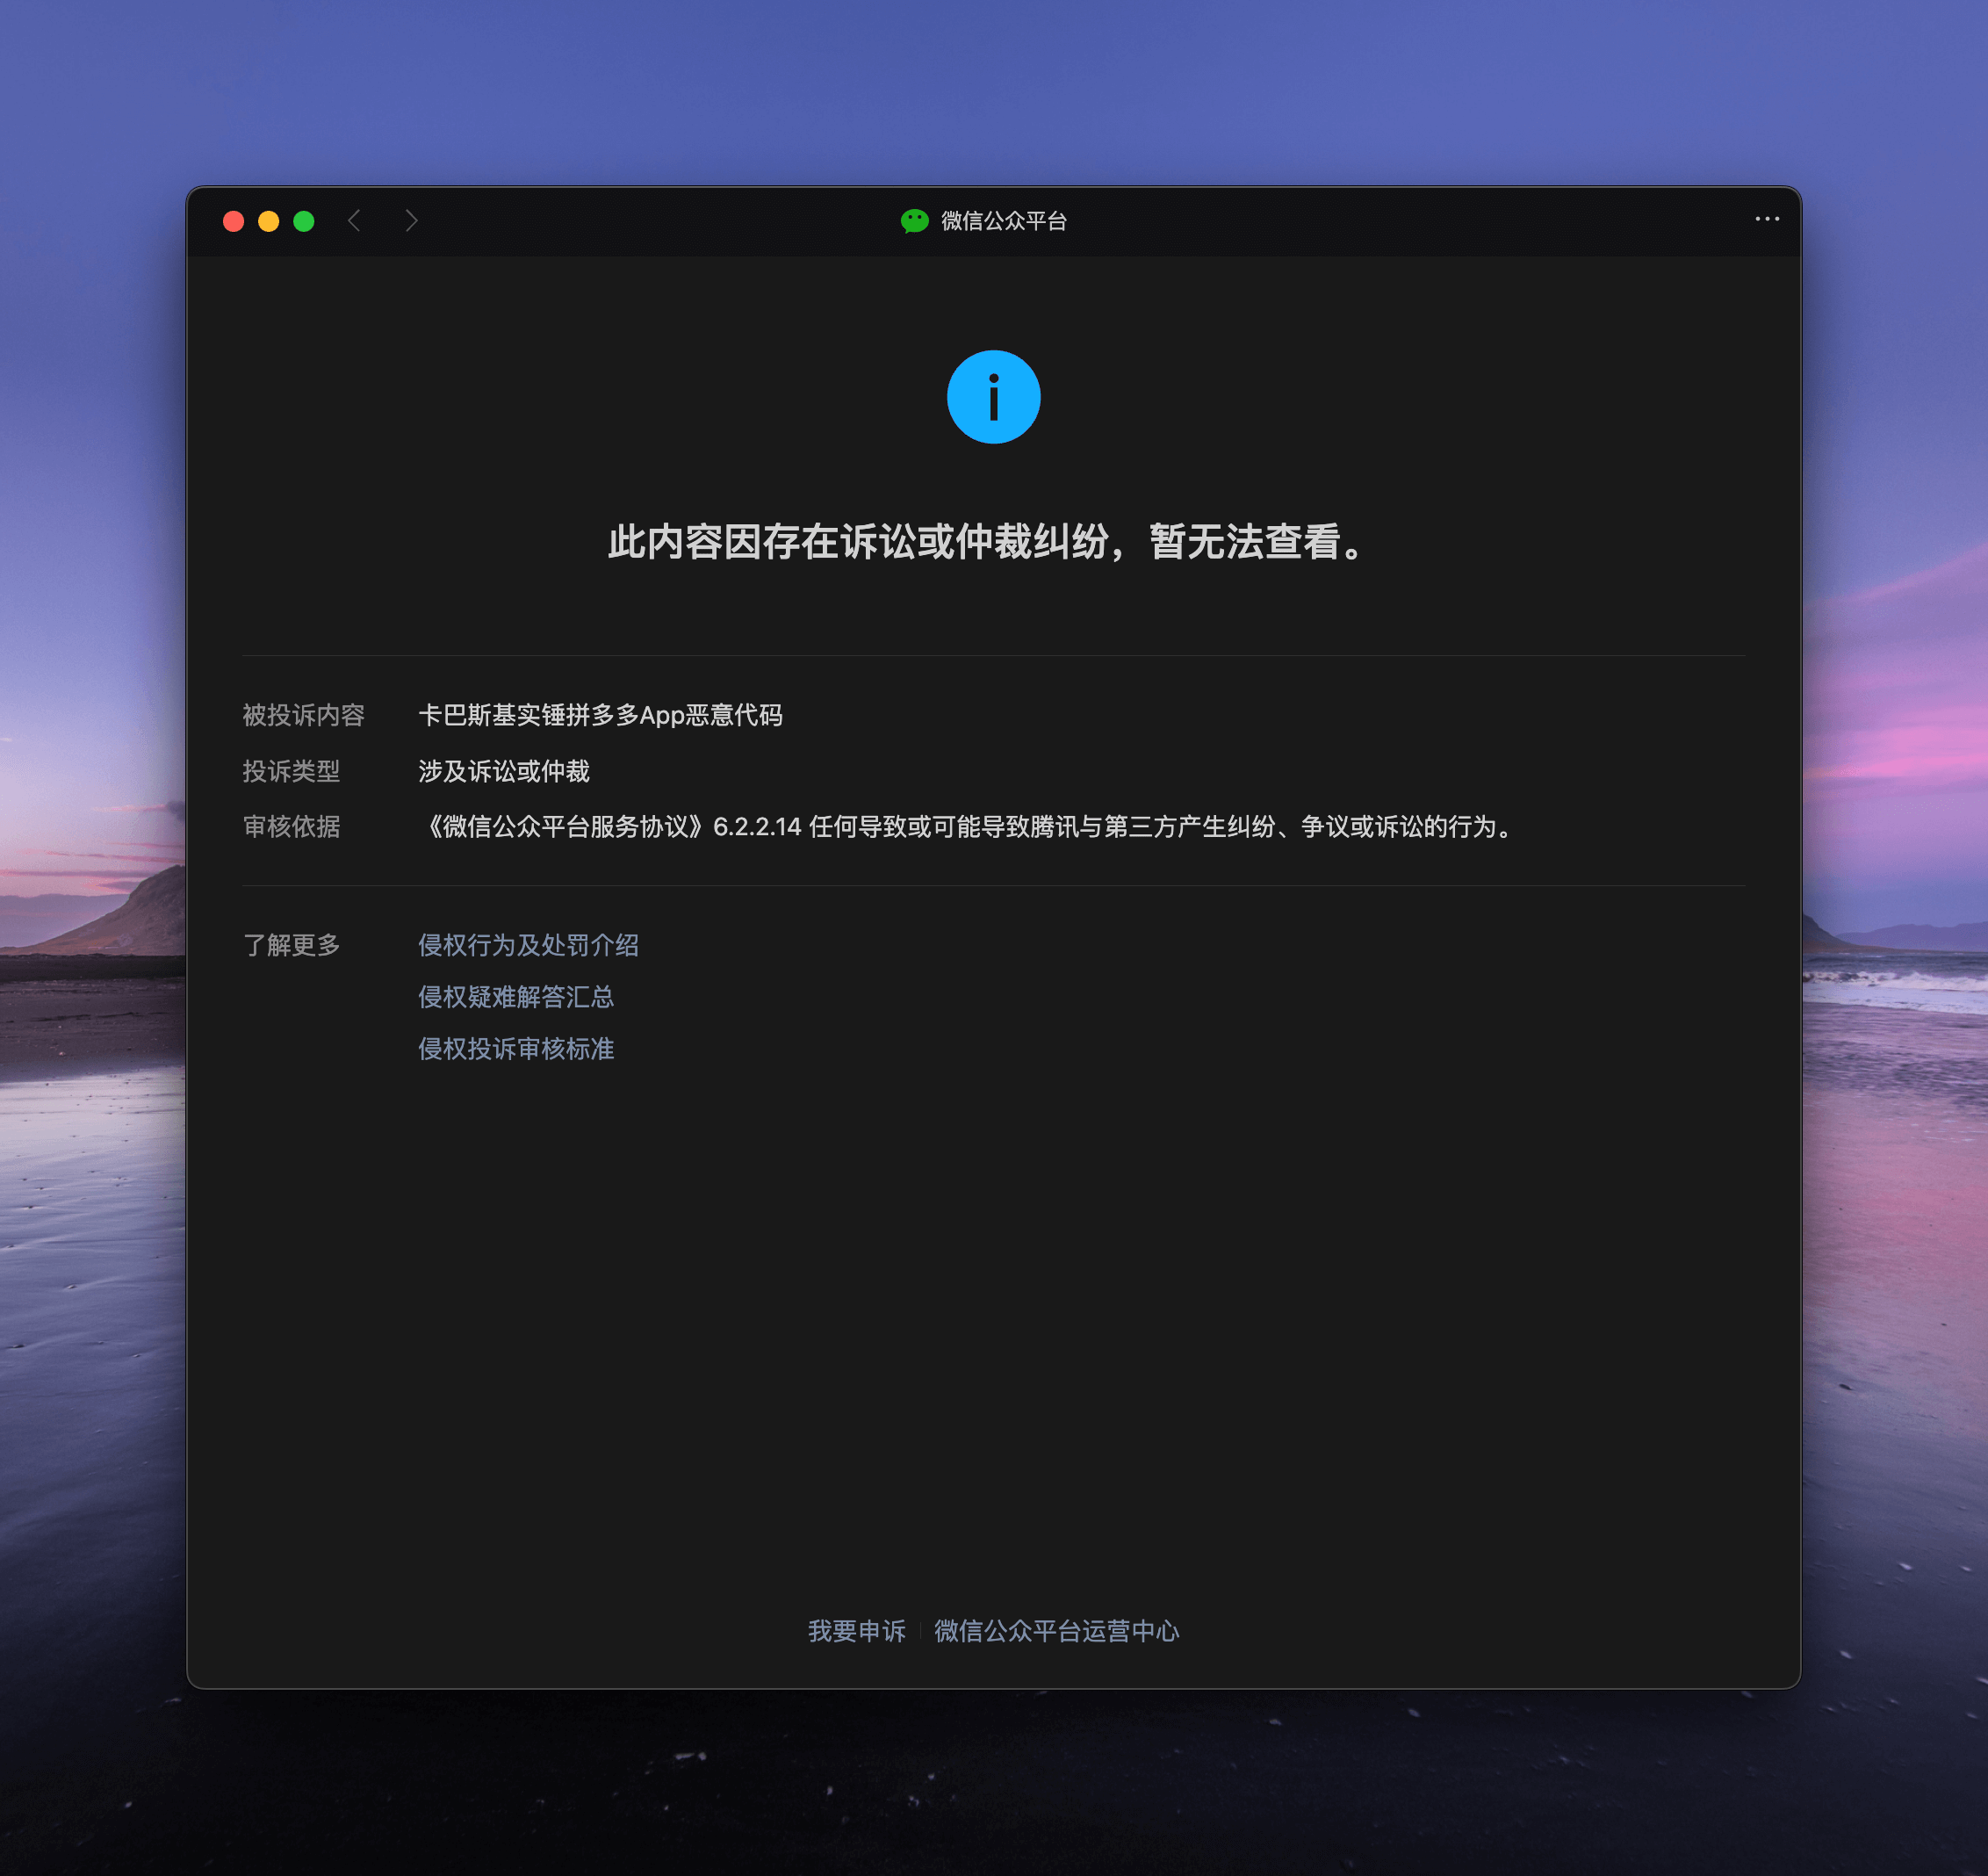 微信公众平台
此内容因存在诉讼或仲裁纠纷，暂无法查看。
被投诉内容 卡巴斯基实锤拼多多App恶意代码
投诉类型 涉及诉讼或仲裁
审核依据 《微信公众平台服务协议》6.2.2.14 任何导致或可能导致腾讯与第三方产生纠纷、争议或诉讼的行为。
了解更多 侵权行为及处罚介绍
侵权疑难解答汇总
侵权投诉审核标准
我要申诉 微信公众平台运营中心